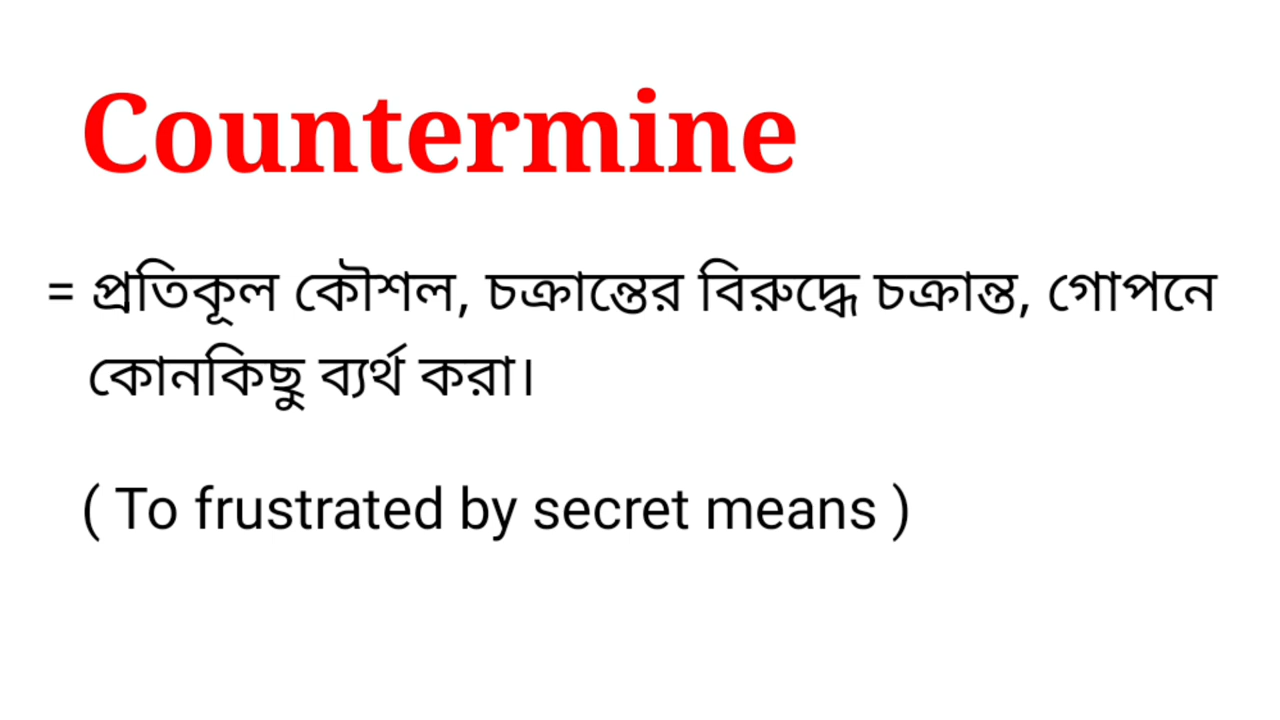 Countermine
= প্রতিকূল কৌশল, চক্রান্তের বিরুদ্ধে চক্রান্ত, গোপনে
কোনকিছু ব্যর্থ করা।
( To frustrated by secret means )